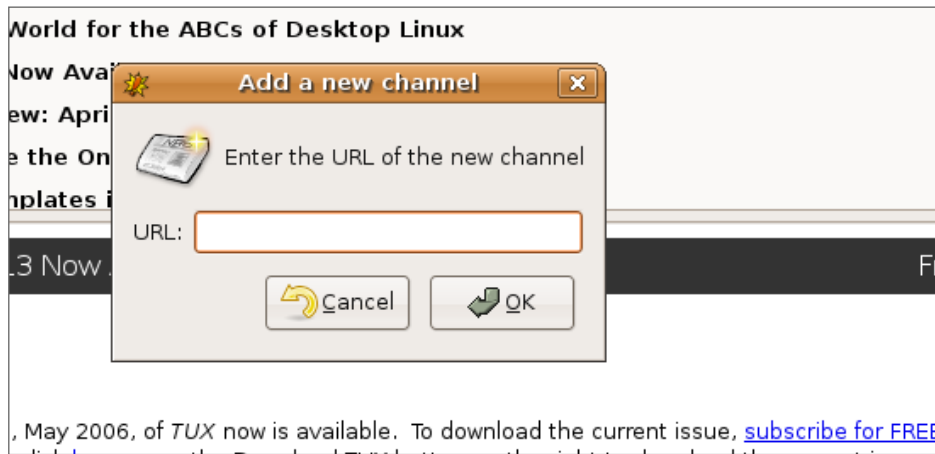 World for the ABCs of Desktop Linux
Now Avai
ew: Apri
e the On
nplates i
Add a new channel
NEWS
Enter the URL of the new channel
URL:
Cancel
OK
13 Now
, May 2006, of TUX now is available. To download the current issue, subscribe for FREE